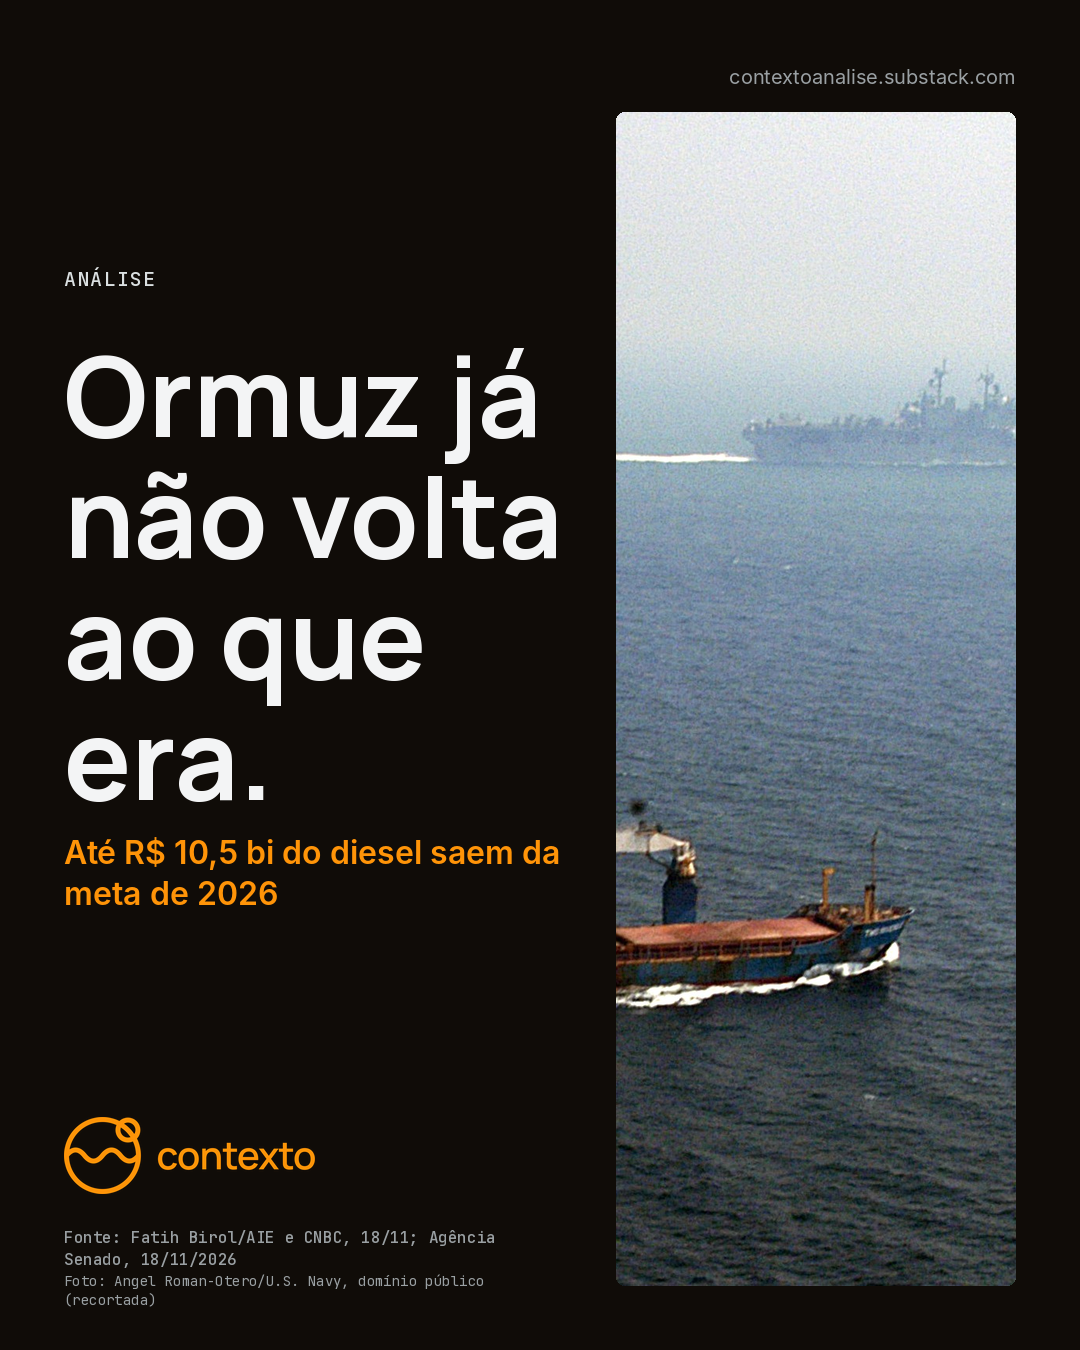 contextoanalise.substack.com
ANÁLISE
Ormuz já
não volta
ao que
era.
Até R$ 10,5 bi do diesel saem da
meta de 2026
contexto
Fonte: Fatih Birol/AIE e CNBC, 18/11; Agência
Senado, 18/11/2026
Foto: Angel Roman-Otero/U.S. Navy, domínio público
(recortada)